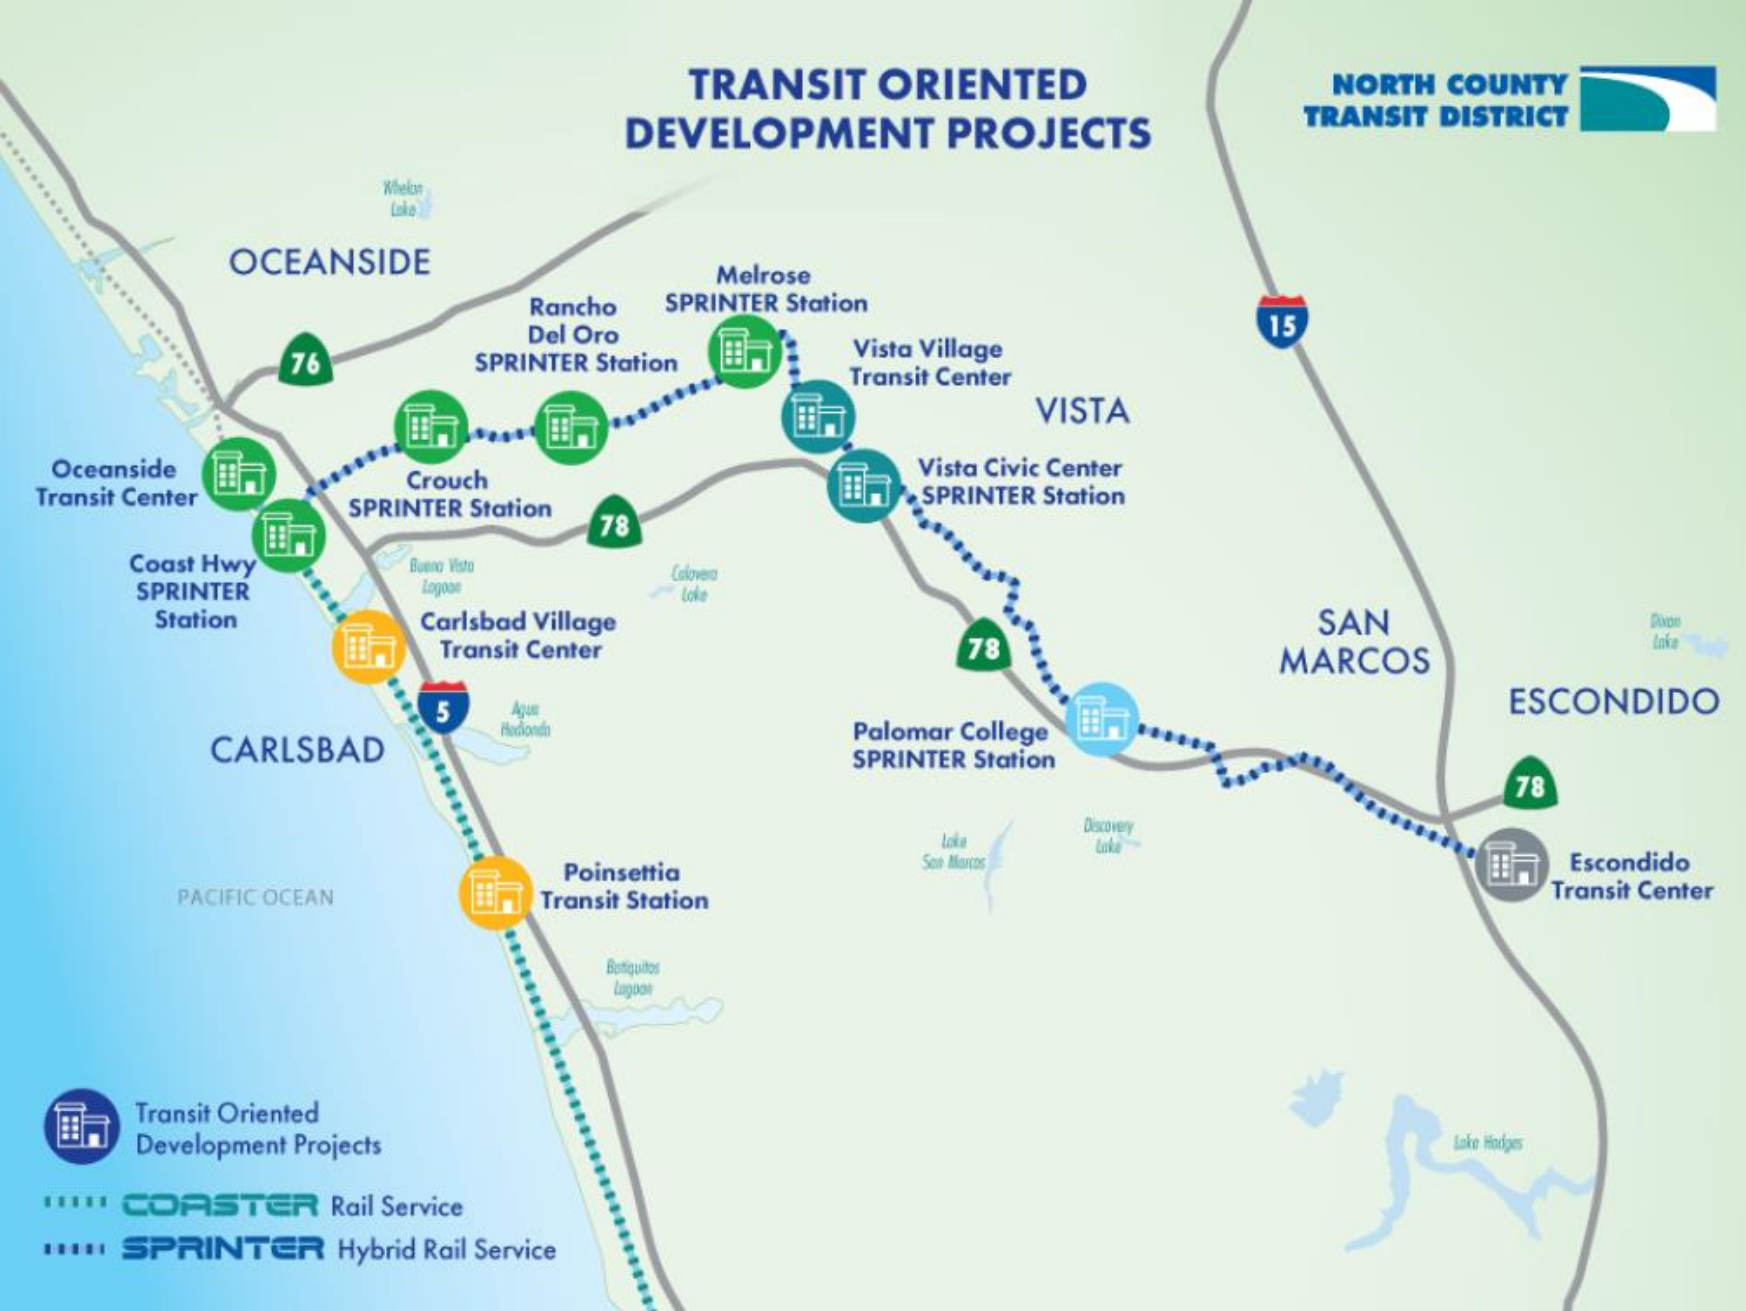 TRANSIT ORIENTED
DEVELOPMENT PROJECTS
NORTH COUNTY
TRANSIT DISTRICT
Whelan
Lake
OCEANSIDE
76
Rancho
Del Oro
SPRINTER Station
Melrose
SPRINTER Station
15
Vista Village
Transit Center
VISTA
Oceanside
Transit Center
Crouch
SPRINTER Station
78
Vista Civic Center
SPRINTER Station
Coast Hwy
SPRINTER
Station
Buena Vista
Lagoon
Calavera
Lake
Carlsbad Village
Transit Center
78
SAN
MARCOS
Dixon
Lake
ESCONDIDO
5
Agua
Hedionda
CARLSBAD
Palomar College
SPRINTER Station
78
Lake
San Marcos
Discovery
Lake
Escondido
Transit Center
PACIFIC OCEAN
Poinsettia
Transit Station
Batiquitos
Lagoon
Transit Oriented
Development Projects
Lake Hodges
COASTER Rail Service
SPRINTER Hybrid Rail Service